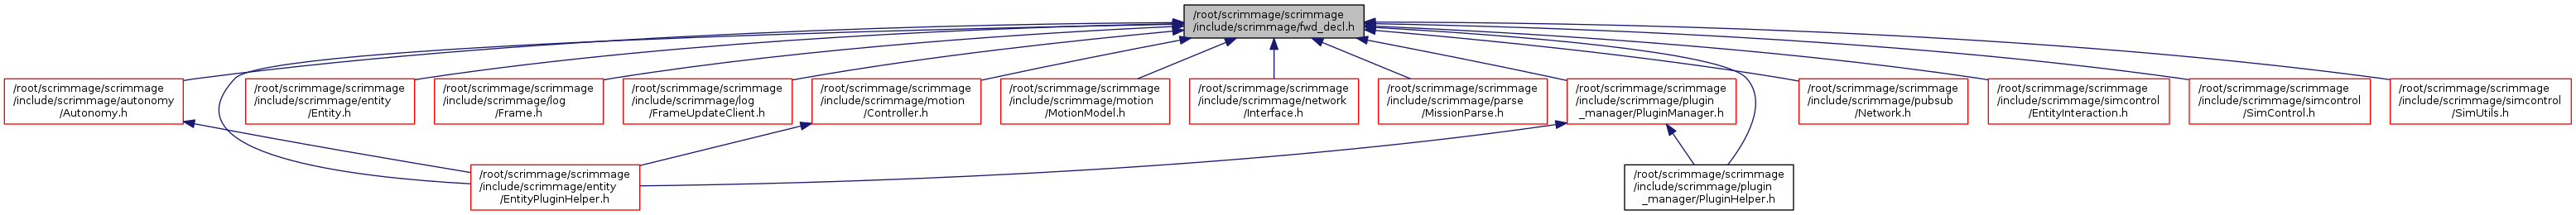 /root/scrimmage/scrimmage
/include/scrimmage/fwd_decl.h
/root/scrimmage/scrimmage
/include/scrimmage/autonomy
/Autonomy.h
/root/scrimmage/scrimmage
/include/scrimmage/entity
/Entity.h
/root/scrimmage/scrimmage
/include/scrimmage/log
/Frame.h
/root/scrimmage/scrimmage
/include/scrimmage/log
/FrameUpdateClient.h
/root/scrimmage/scrimmage
/include/scrimmage/motion
/Controller.h
/root/scrimmage/scrimmage
/include/scrimmage/motion
/MotionModel.h
/root/scrimmage/scrimmage
/include/scrimmage/network
/Interface.h
/root/scrimmage/scrimmage
/include/scrimmage/parse
/MissionParse.h
/root/scrimmage/scrimmage
/include/scrimmage/plugin
_manager/PluginManager.h
/root/scrimmage/scrimmage
/include/scrimmage/pubsub
/Network.h
/root/scrimmage/scrimmage
/include/scrimmage/simcontrol
/EntityInteraction.h
/root/scrimmage/scrimmage
/include/scrimmage/simcontrol
/SimControl.h
/root/scrimmage/scrimmage
/include/scrimmage/simcontrol
/SimUtils.h
/root/scrimmage/scrimmage
/include/scrimmage/entity
/EntityPluginHelper.h
/root/scrimmage/scrimmage
/include/scrimmage/plugin
_manager/PluginHelper.h